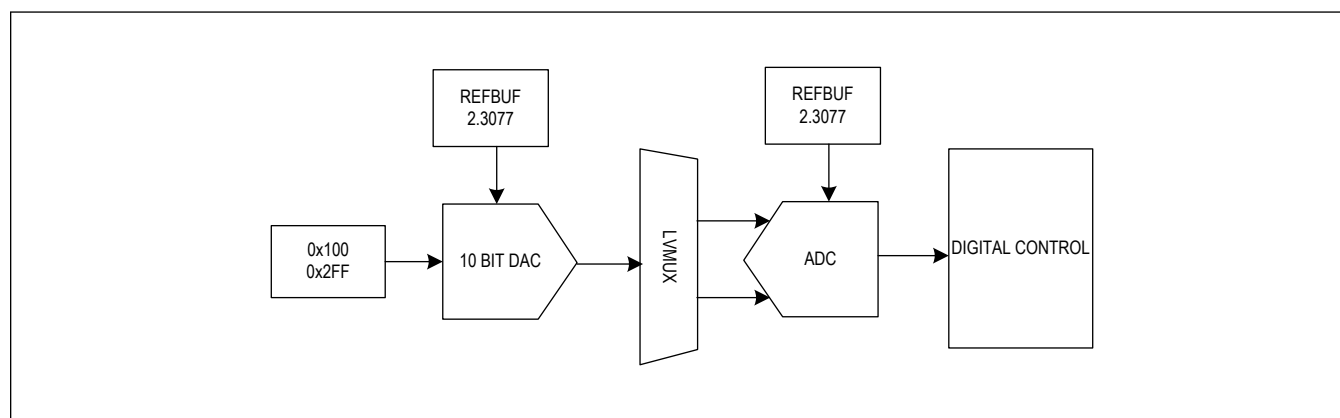 REFBUF
2.3077
REFBUF
2.3077
0x100
0x2FF
10 BIT DAC
LVMUX
ADC
DIGITAL CONTROL